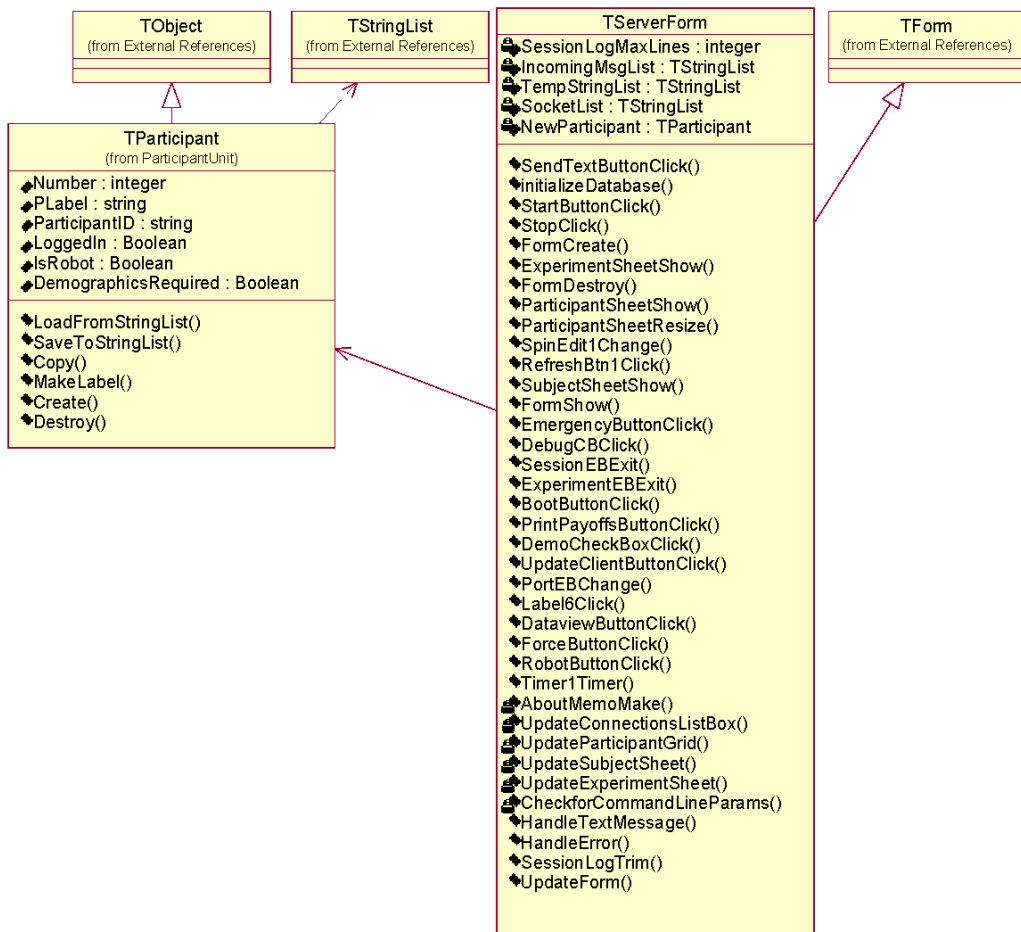 TObject
(from External References)
TStringList
(from External References)
TServerForm
SessionLogMaxLines : integer
IncomingMsgList : TStringList
TempStringList : TStringList
SocketList : TStringList
NewParticipant : TParticipant
SendTextButtonClick()
initializeDatabase()
StartButtonClick()
StopClick()
FormCreate()
ExperimentSheetShow()
FormDestroy()
ParticipantSheetShow()
ParticipantSheetResize()
SpinEdit1Change()
RefreshBtn1Click()
SubjectSheetShow()
FormShow()
EmergencyButtonClick()
DebugCBClick()
SessionEBExit()
ExperimentEBExit()
BootButtonClick()
PrintPayoffsButtonClick()
DemoCheckBoxClick()
UpdateClientButtonClick()
PortEBChange()
Label6Click()
DataviewButtonClick()
ForceButtonClick()
RobotButtonClick()
Timer1Timer()
AboutMemoMake()
UpdateConnectionsListBox()
UpdateParticipantGrid()
UpdateSubjectSheet()
UpdateExperimentSheet()
CheckforCommandLineParams()
HandleTextMessage()
HandleError()
SessionLogTrim()
UpdateForm()
TForm
(from External References)
TParticipant
(from ParticipantUnit)
Number : integer
PLabel : string
ParticipantID : string
LoggedIn : Boolean
IsRobot : Boolean
DemographicsRequired : Boolean
LoadFromStringList()
SaveToStringList()
Copy()
MakeLabel()
Create()
Destroy()